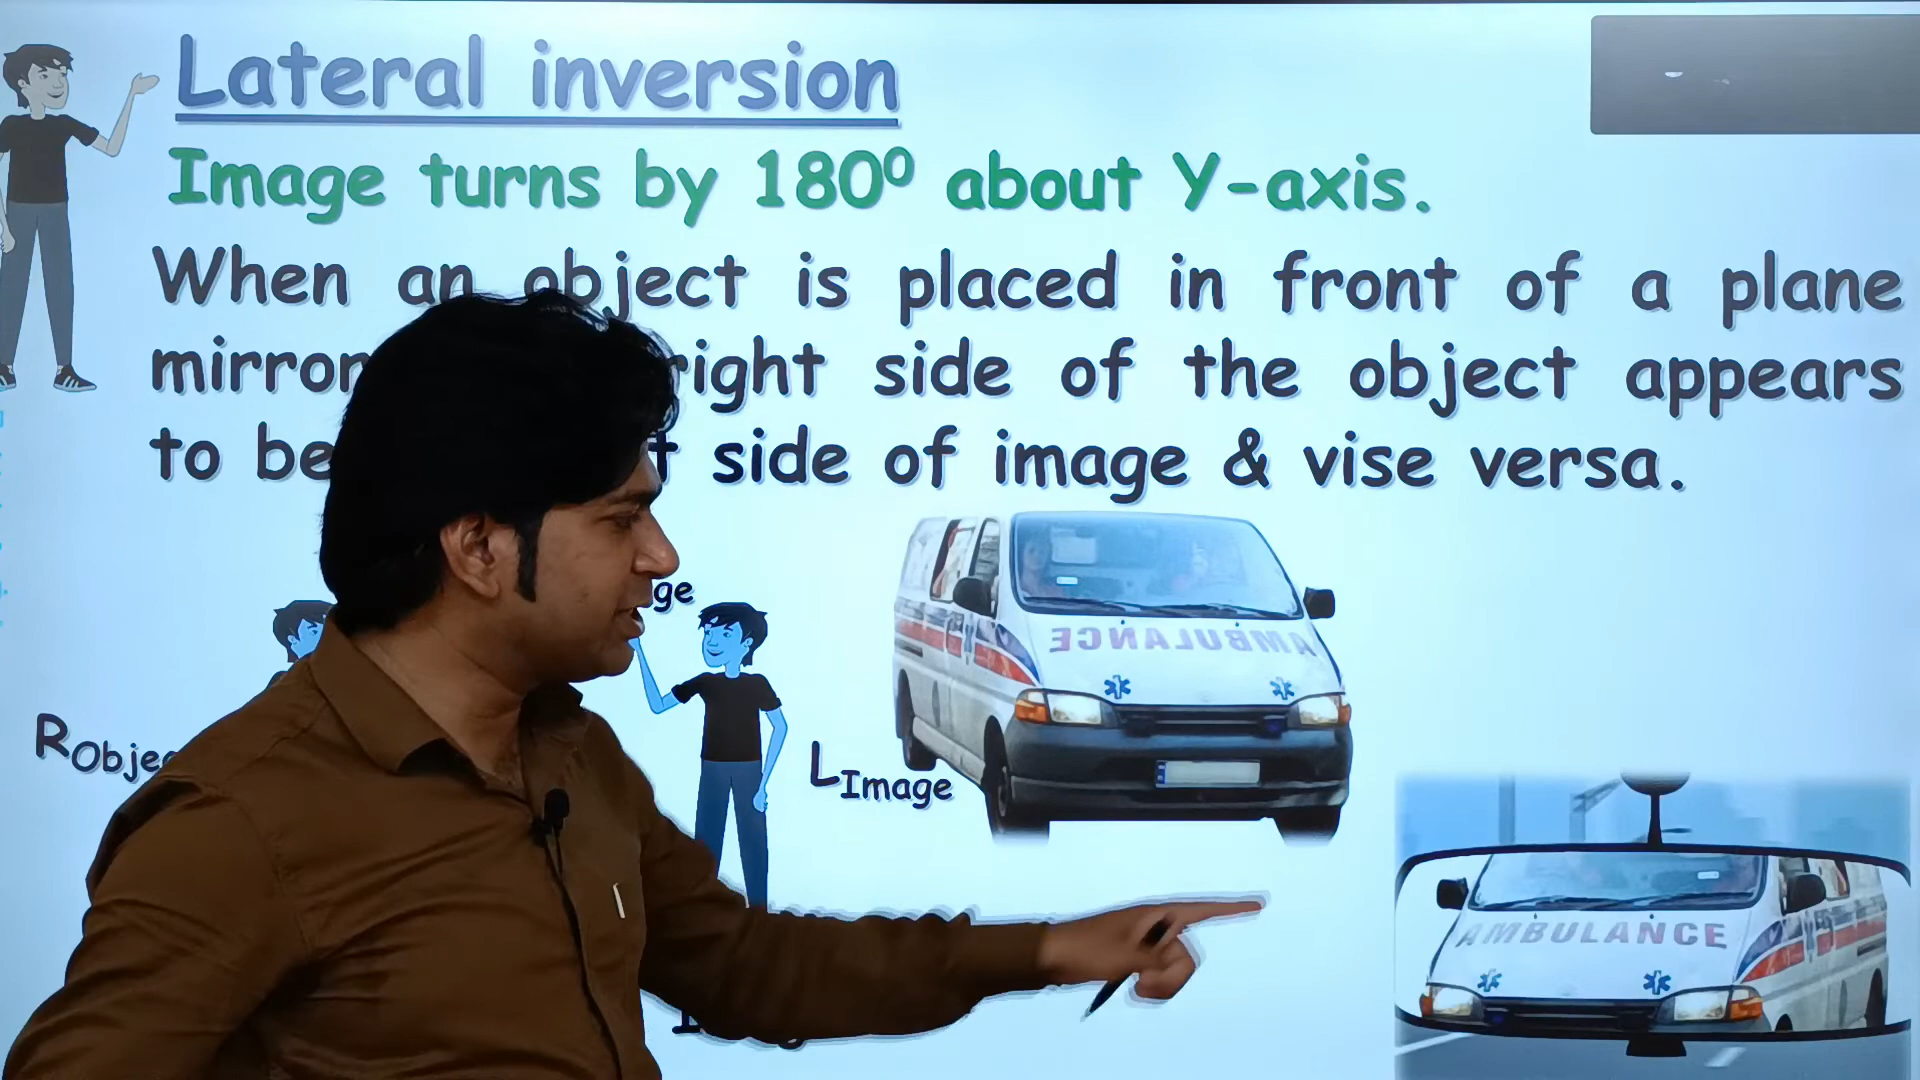 Lateral inversion
Image turns by 180⁰ about Y-axis.
When an object is placed in front of a plane
mirror right side of the object appears
to be side of image & vise versa.
R
L Image
AMBULANCE
AMBULANCE